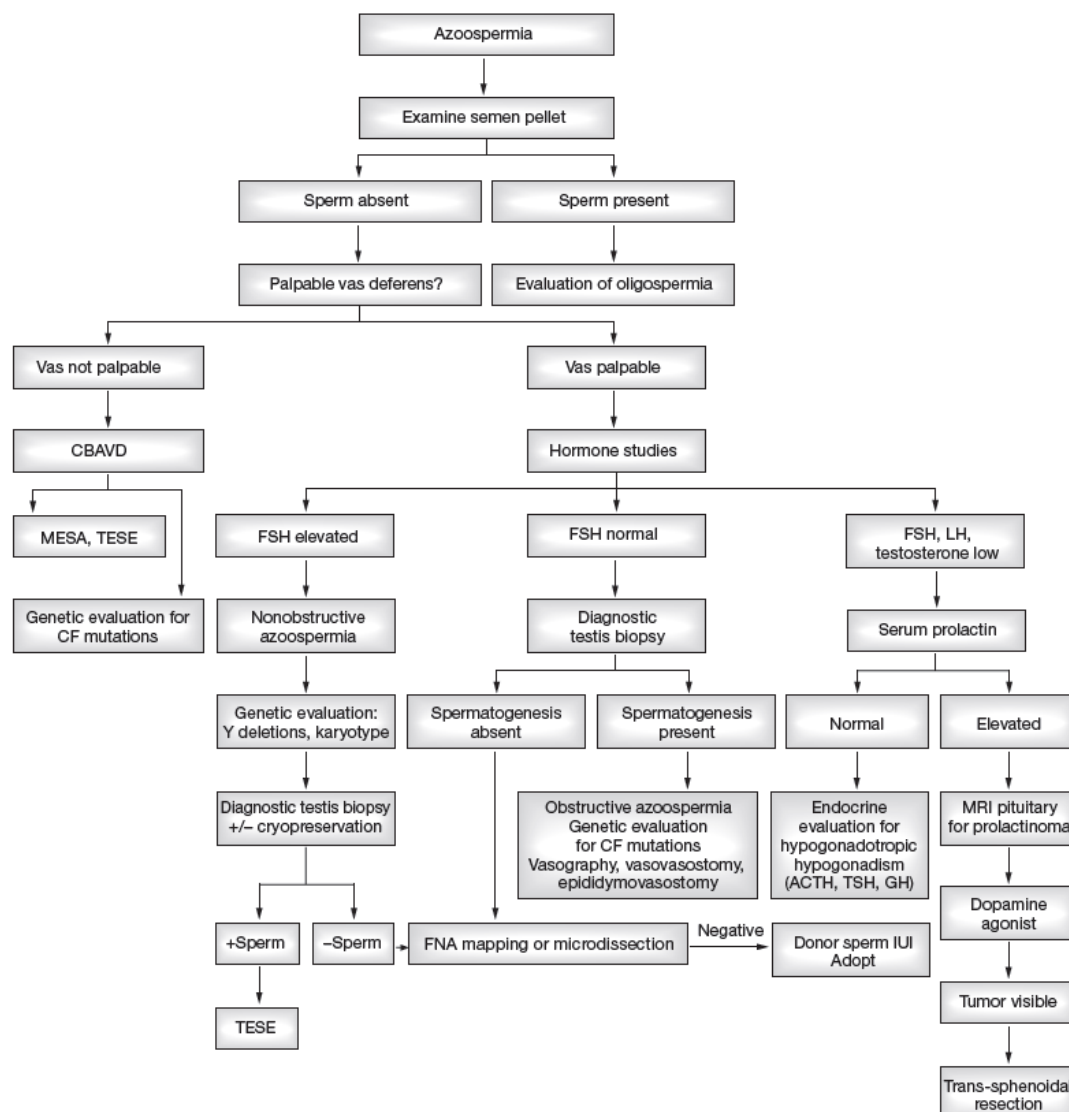 Azoospermia
Examine semen pellet
Sperm absent
Sperm present
Palpable vas deferens?
Evaluation of oligospermia
Vas not palpable
Vas palpable
CBAVD
Hormone studies
MESA, TESE
FSH elevated
FSH normal
FSH, LH,
testosterone low
Genetic evaluation for
CF mutations
Nonobstructive
azoospermia
Diagnostic
testis biopsy
Serum prolactin
Genetic evaluation:
Y deletions, karyotype
Spermatogenesis
absent
Spermatogenesis
present
Normal
Elevated
Diagnostic testis biopsy
+/– cryopreservation
Obstructive azoospermia
Genetic evaluation
for CF mutations
Vasography, vasovastomy,
epididymovastomy
Endocrine
evaluation for
hypogonadotropic
hypogonadism
(ACTH, TSH, GH)
MRI pituitary
for prolactinoma
Dopamine
agonist
+Sperm
–Sperm
FNA mapping or microdissection
Negative
Donor sperm IUI
Adopt
Tumor visible
TESE
Trans-sphenoidal
resection